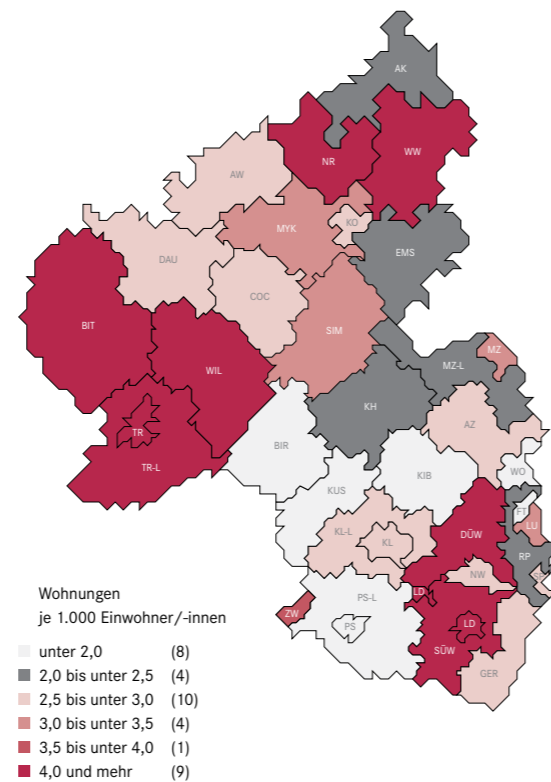 AK
NR
WW
AW
MYK
KO
DAU
EMS
COC
BIT
SIM
WIL
MZ
MZ-L
KH
AZ
TR
BIR
TR-L
KIB
WO
KUS
FT
LU
KL-L
KL
DÜW
RP
NW
SP
PS-L
LD
ZW
PS
LD
SÜW
GER
Wohnungen
je 1.000 Einwohner/-innen
unter 2,0 (8)
2,0 bis unter 2,5 (4)
2,5 bis unter 3,0 (10)
3,0 bis unter 3,5 (4)
3,5 bis unter 4,0 (1)
4,0 und mehr (9)